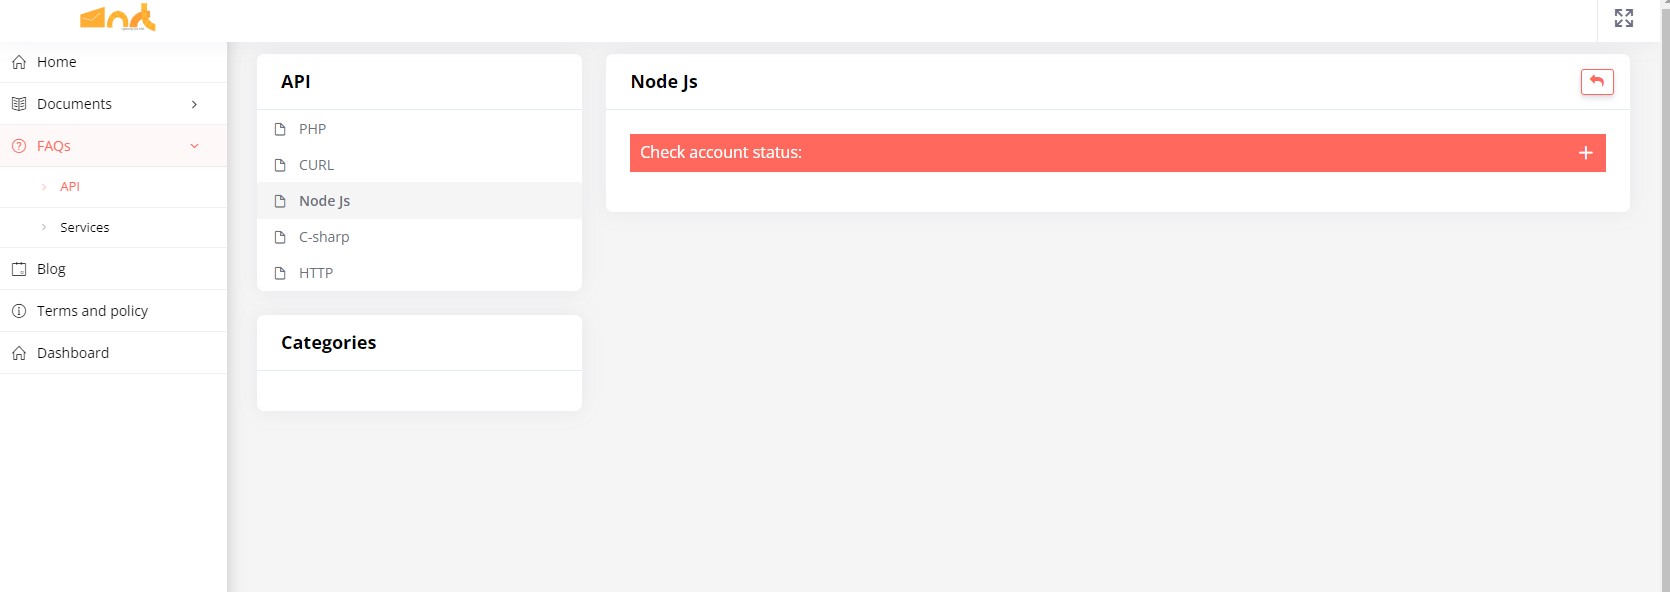 Home
Documents
FAQs
API
Services
Blog
Terms and policy
Dashboard
API
PHP
CURL
Node Js
C-sharp
HTTP
Categories
Node Js
Check account status: